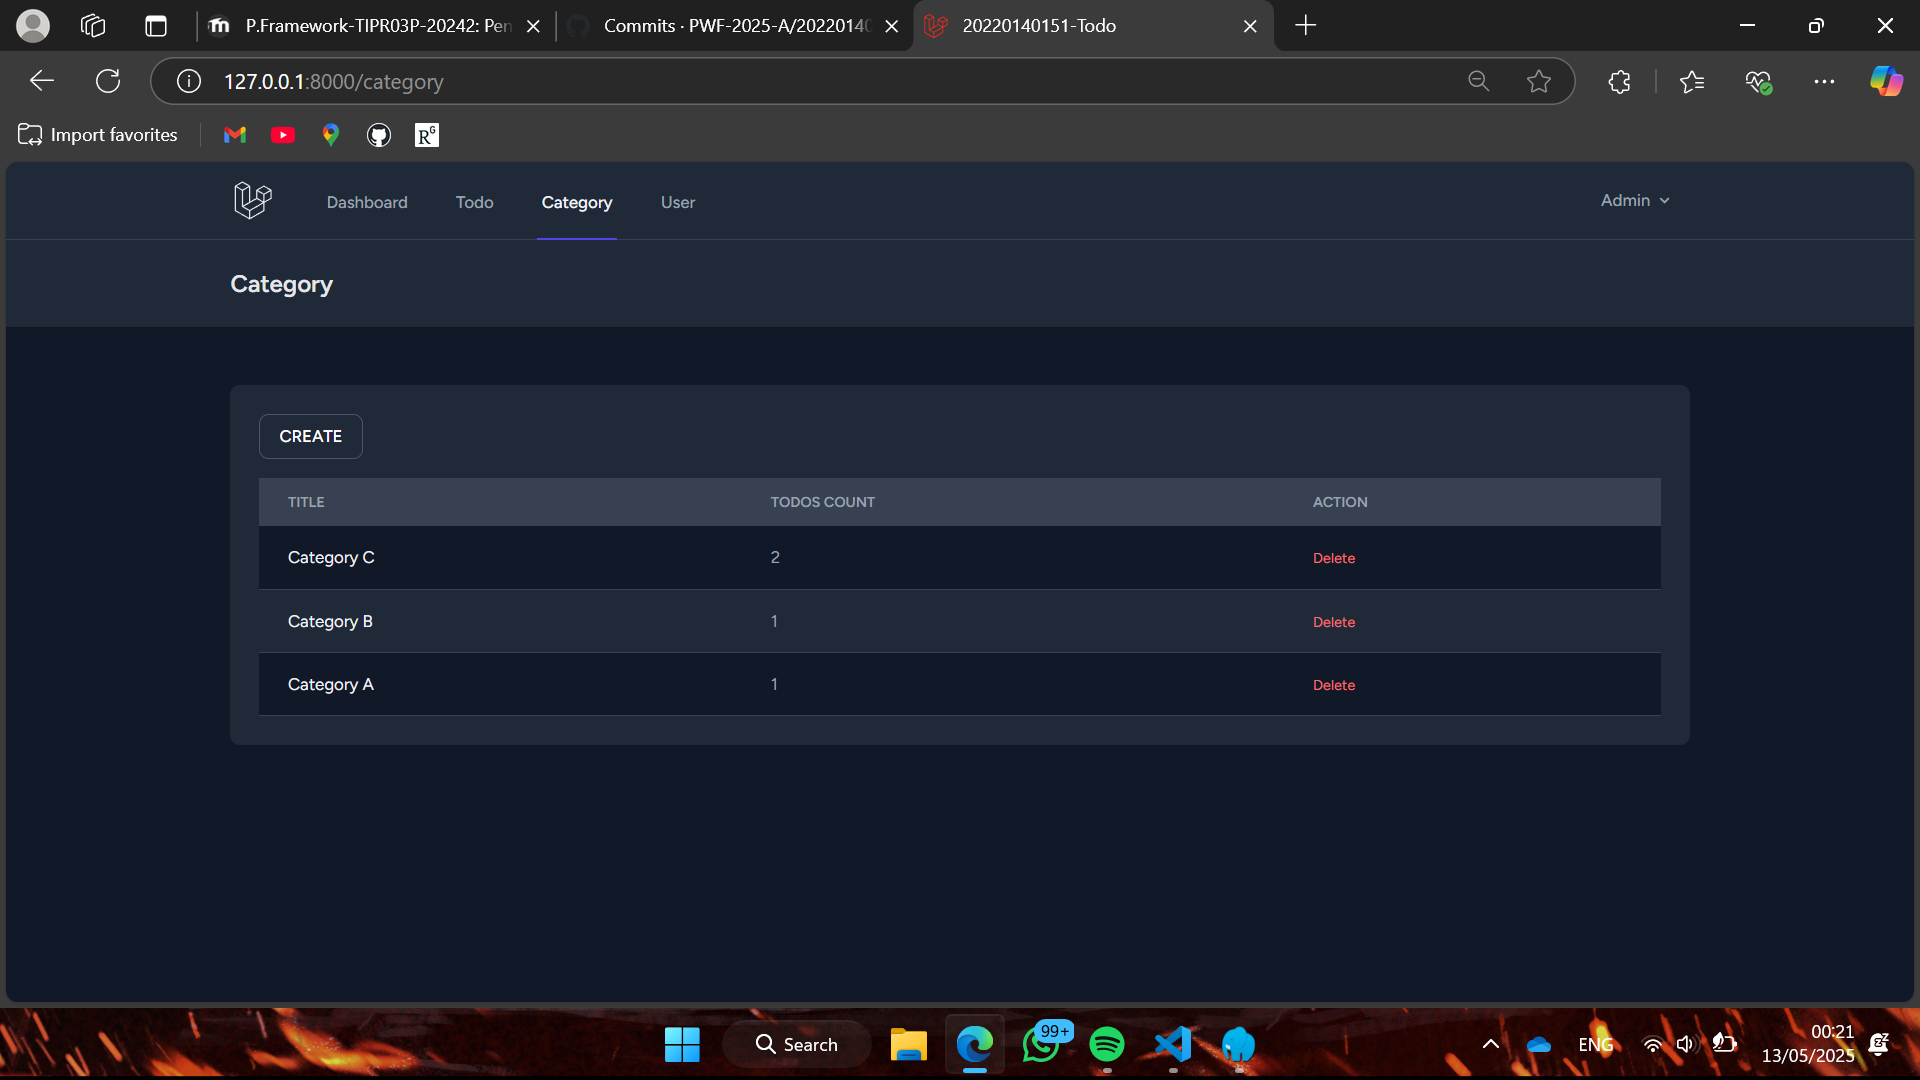 P.Framework-TIPR03P-20242: Pen
Commits · PWF-2025-A/2022014
20220140151-Todo
127.0.0.1:8000/category
Import favorites
Dashboard
Todo
Category
User
Admin
Category
CREATE
TITLE TODOS COUNT ACTION
Category C 2 Delete
Category B 1 Delete
Category A 1 Delete
Search
99+
ENG
00:21
13/05/2025